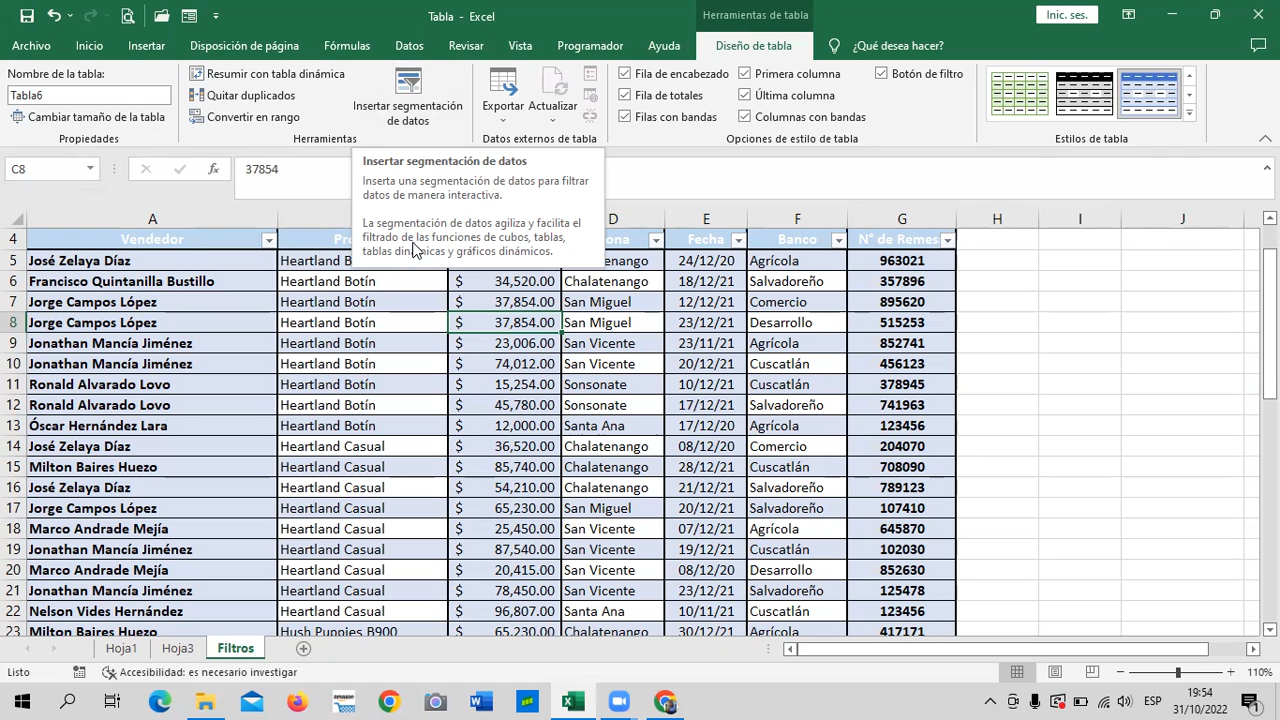 Tabla - Excel
Herramientas de tabla
Inic. ses.
Archivo Inicio Insertar Disposición de página Fórmulas Datos Revisar Vista Programador Ayuda Diseño de tabla ¿Qué desea hacer?
Nombre de la tabla:
Tabla6
Cambiar tamaño de la tabla
Propiedades
Resumir con tabla dinámica
Quitar duplicados
Convertir en rango
Insertar segmentación
de datos
Herramientas
Exportar Actualizar
Datos externos de tabla
Fila de encabezado Primera columna Botón de filtro
Fila de totales Última columna
Filas con bandas Columnas con bandas
Opciones de estilo de tabla
Estilos de tabla
C8 fx 37854
Insertar segmentación de datos
Inserta una segmentación de datos para filtrar
datos de manera interactiva.
La segmentación de datos agiliza y facilita el
filtrado de las funciones de cubos, tablas,
tablas dinámicas y gráficos dinámicos.
A D E F G H I J
4 Vendedor Pro ona Fecha Banco N° de Remes
5 José Zelaya Díaz Heartland B enango 24/12/20 Agrícola 963021
6 Francisco Quintanilla Bustillo Heartland Botín $ 34,520.00 Chalatenango 18/12/21 Salvadoreño 357896
7 Jorge Campos López Heartland Botín $ 37,854.00 San Miguel 12/12/21 Comercio 895620
8 Jorge Campos López Heartland Botín $ 37,854.00 San Miguel 23/12/21 Desarrollo 515253
9 Jonathan Mancía Jiménez Heartland Botín $ 23,006.00 San Vicente 23/11/21 Agrícola 852741
10 Jonathan Mancía Jiménez Heartland Botín $ 74,012.00 San Vicente 20/12/21 Cuscatlán 456123
11 Ronald Alvarado Lovo Heartland Botín $ 15,254.00 Sonsonate 10/12/21 Cuscatlán 378945
12 Ronald Alvarado Lovo Heartland Botín $ 45,780.00 Sonsonate 17/12/21 Salvadoreño 741963
13 Óscar Hernández Lara Heartland Botín $ 12,000.00 Santa Ana 17/12/20 Agrícola 123456
14 José Zelaya Díaz Heartland Casual $ 36,520.00 Chalatenango 08/12/20 Comercio 204070
15 Milton Baires Huezo Heartland Casual $ 85,740.00 Chalatenango 28/12/21 Cuscatlán 708090
16 José Zelaya Díaz Heartland Casual $ 54,210.00 Chalatenango 21/12/21 Salvadoreño 789123
17 Jorge Campos López Heartland Casual $ 65,230.00 San Miguel 20/12/21 Salvadoreño 107410
18 Marco Andrade Mejía Heartland Casual $ 25,450.00 San Vicente 07/12/21 Agrícola 645870
19 Jonathan Mancía Jiménez Heartland Casual $ 87,540.00 San Vicente 19/12/21 Cuscatlán 102030
20 Marco Andrade Mejía Heartland Casual $ 20,415.00 San Vicente 08/12/20 Desarrollo 852630
21 Jonathan Mancía Jiménez Heartland Casual $ 78,450.00 San Vicente 23/12/21 Salvadoreño 125478
22 Nelson Vides Hernández Heartland Casual $ 96,807.00 Santa Ana 10/11/21 Cuscatlán 123456
23 Milton Baires Huezo Hush Puppies B900 $ 65,230.00 Chalatenango 30/12/21 Agrícola 417171
Hoja1 Hoja3 Filtros
Listo Accesibilidad: es necesario investigar 110%
ESP
19:54
31/10/2022